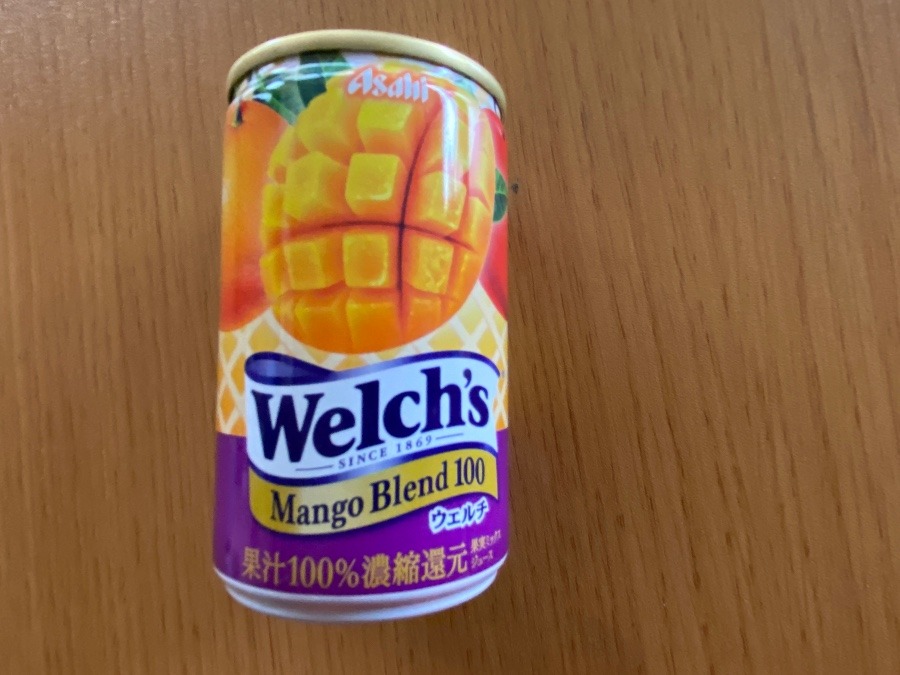 Asahi
Welch's
SINCE 1869
Mango Blend 100
ウェルチ
果汁100%濃縮還元
果実ミックス
ジュース